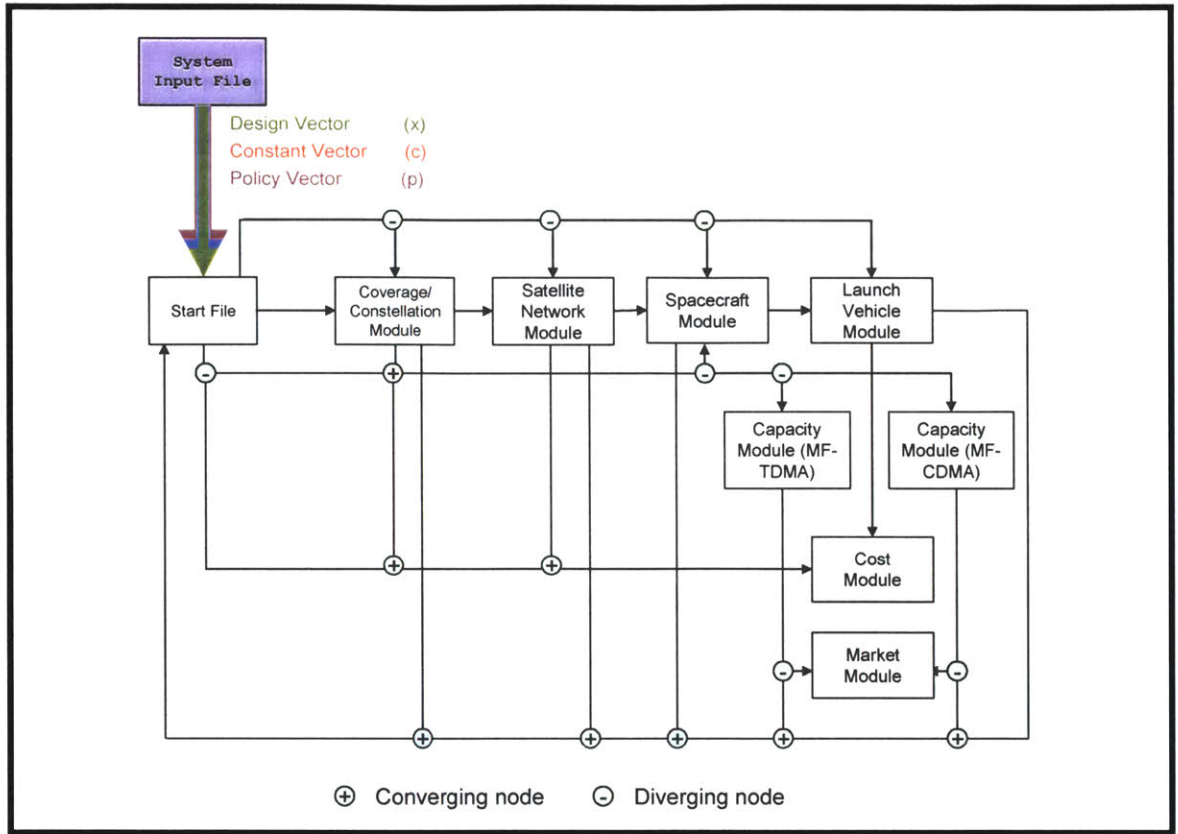 System
Input File
Design Vector (x)
Constant Vector (c)
Policy Vector (p)
-
-
-
Start File
Coverage/
Constellation
Module
Satellite
Network
Module
Spacecraft
Module
Launch
Vehicle
Module
-
+
-
-
Capacity
Module (MF-
TDMA)
Capacity
Module (MF-
CDMA)
+
+
Cost
Module
-
Market
Module
-
+
+
+
+
+
+ Converging node
- Diverging node